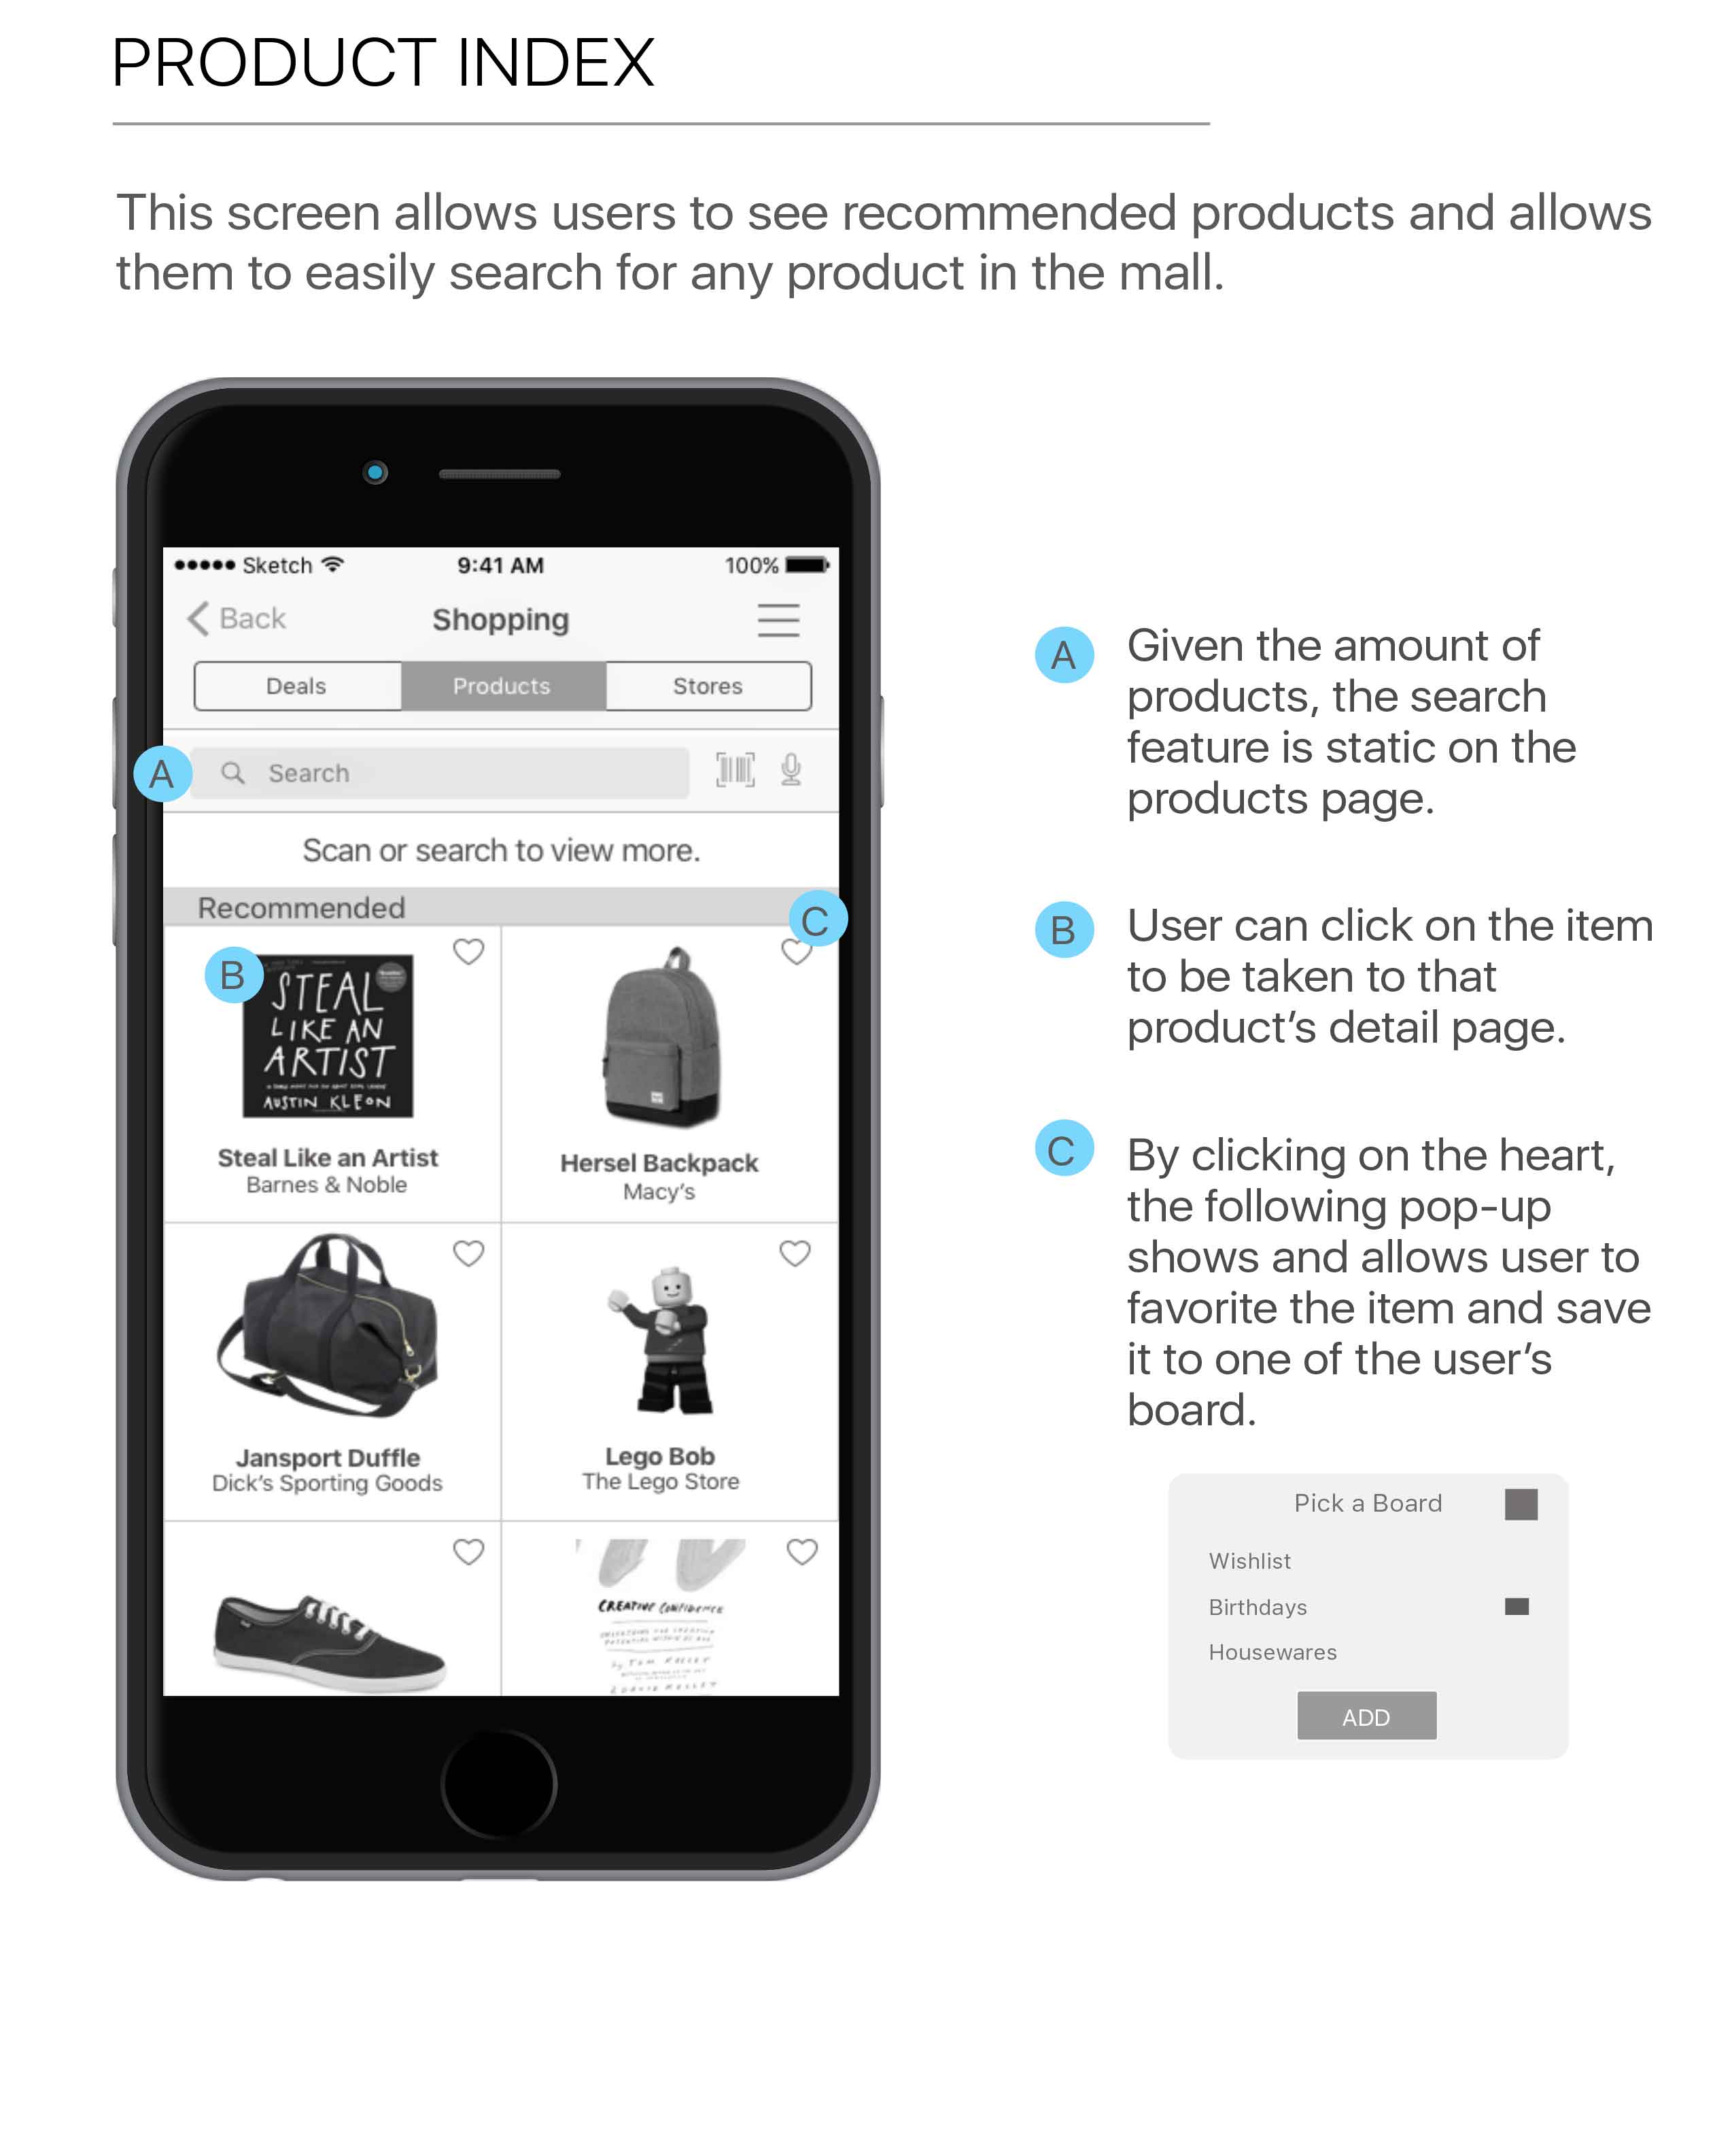 PRODUCT INDEX
This screen allows users to see recommended products and allows
them to easily search for any product in the mall.
Sketch 9:41 AM 100%
Back Shopping
Deals Products Stores
A Search
Scan or search to view more.
Recommended
C
B
STEAL
LIKE AN
ARTIST
AUSTIN KLEON
Steal Like an Artist
Barnes & Noble
Hersel Backpack
Macy's
Jansport Duffle
Dick's Sporting Goods
Lego Bob
The Lego Store
CREATIVE CONFIDENCE
by TOM KELLEY
& DAVID KELLEY
A Given the amount of
products, the search
feature is static on the
products page.
B User can click on the item
to be taken to that
product’s detail page.
C By clicking on the heart,
the following pop-up
shows and allows user to
favorite the item and save
it to one of the user’s
board.
Pick a Board
Wishlist
Birthdays
Housewares
ADD